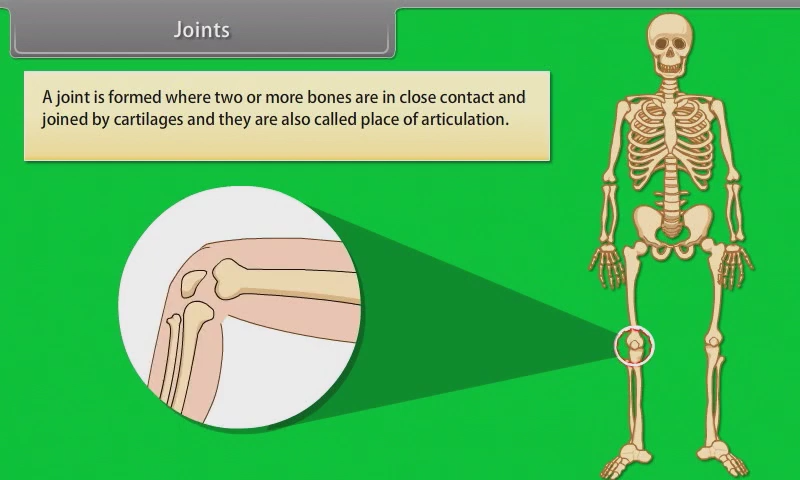 Joints
A joint is formed where two or more bones are in close contact and
joined by cartilages and they are also called place of articulation.